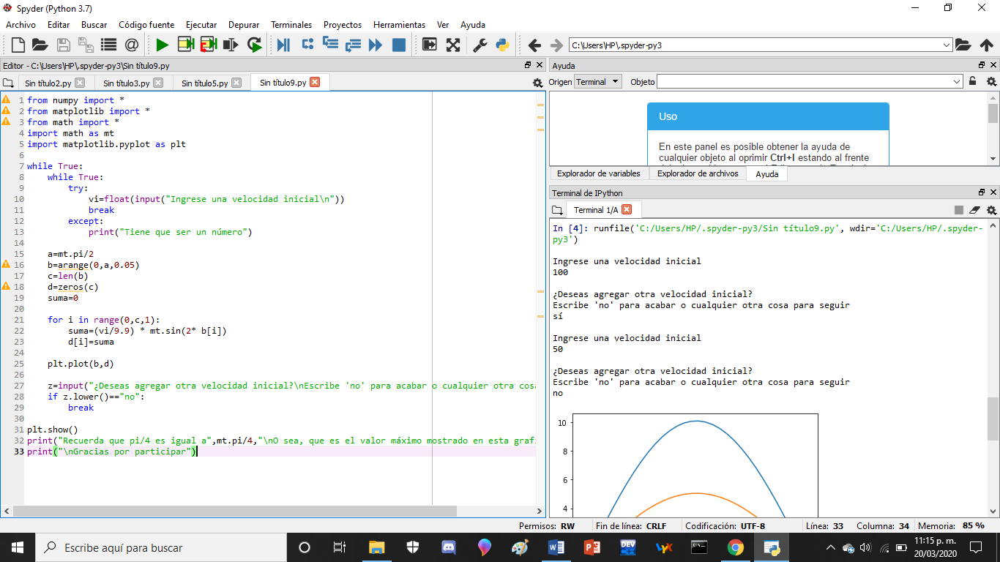 Spyder (Python 3.7)
Archivo Editar Buscar Código fuente Ejecutar Depurar Terminales Proyectos Herramientas Ver Ayuda
C:\Users\HP\.spyder-py3
Editor - C:\Users\HP\.spyder-py3\Sin título9.py
Sin título2.py Sin título3.py Sin título5.py Sin título9.py
1 from numpy import *
2 from matplotlib import *
3 from math import *
4 import math as mt
5 import matplotlib.pyplot as plt
6
7 while True:
8     while True:
9         try:
10             vi=float(input("Ingrese una velocidad inicial\n"))
11             break
12         except:
13             print("Tiene que ser un número")
14
15     a=mt.pi/2
16     b=arange(0,a,0.05)
17     c=len(b)
18     d=zeros(c)
19     suma=0
20
21     for i in range(0,c,1):
22         suma=(vi/9.9) * mt.sin(2* b[i])
23         d[i]=suma
24
25     plt.plot(b,d)
26
27     z=input("¿Deseas agregar otra velocidad inicial?\nEscribe 'no' para acabar o cualquier otra cosa
28     if z.lower()=="no":
29         break
30
31 plt.show()
32 print("Recuerda que pi/4 es igual a",mt.pi/4,"\nO sea, que es el valor máximo mostrado en esta grafi
33 print("\nGracias por participar")
Ayuda
Origen Terminal Objeto
Uso
En este panel es posible obtener la ayuda de
cualquier objeto al oprimir Ctrl+I estando al frente
Explorador de variables Explorador de archivos Ayuda
Terminal de IPython
Terminal 1/A
In [4]: runfile('C:/Users/HP/.spyder-py3/Sin título9.py', wdir='C:/Users/HP/.spyder-
py3')
Ingrese una velocidad inicial
100
¿Deseas agregar otra velocidad inicial?
Escribe 'no' para acabar o cualquier otra cosa para seguir
sí
Ingrese una velocidad inicial
50
¿Deseas agregar otra velocidad inicial?
Escribe 'no' para acabar o cualquier otra cosa para seguir
no
10
8
6
4
Permisos: RW Fin de línea: CRLF Codificación: UTF-8 Línea: 33 Columna: 34 Memoria: 85 %
Escribe aquí para buscar
DEV
11:15 p. m.
20/03/2020